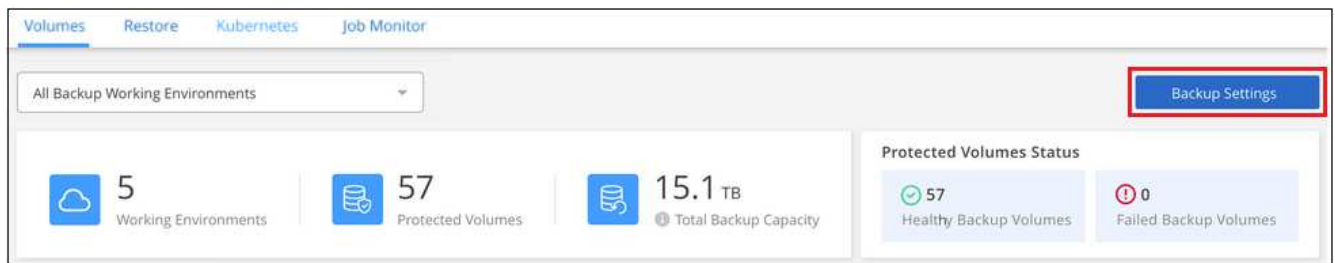 Volumes Restore Kubernetes Job Monitor
All Backup Working Environments
Backup Settings
5
Working Environments
57
Protected Volumes
15.1 TB
Total Backup Capacity
Protected Volumes Status
57
Healthy Backup Volumes
0
Failed Backup Volumes